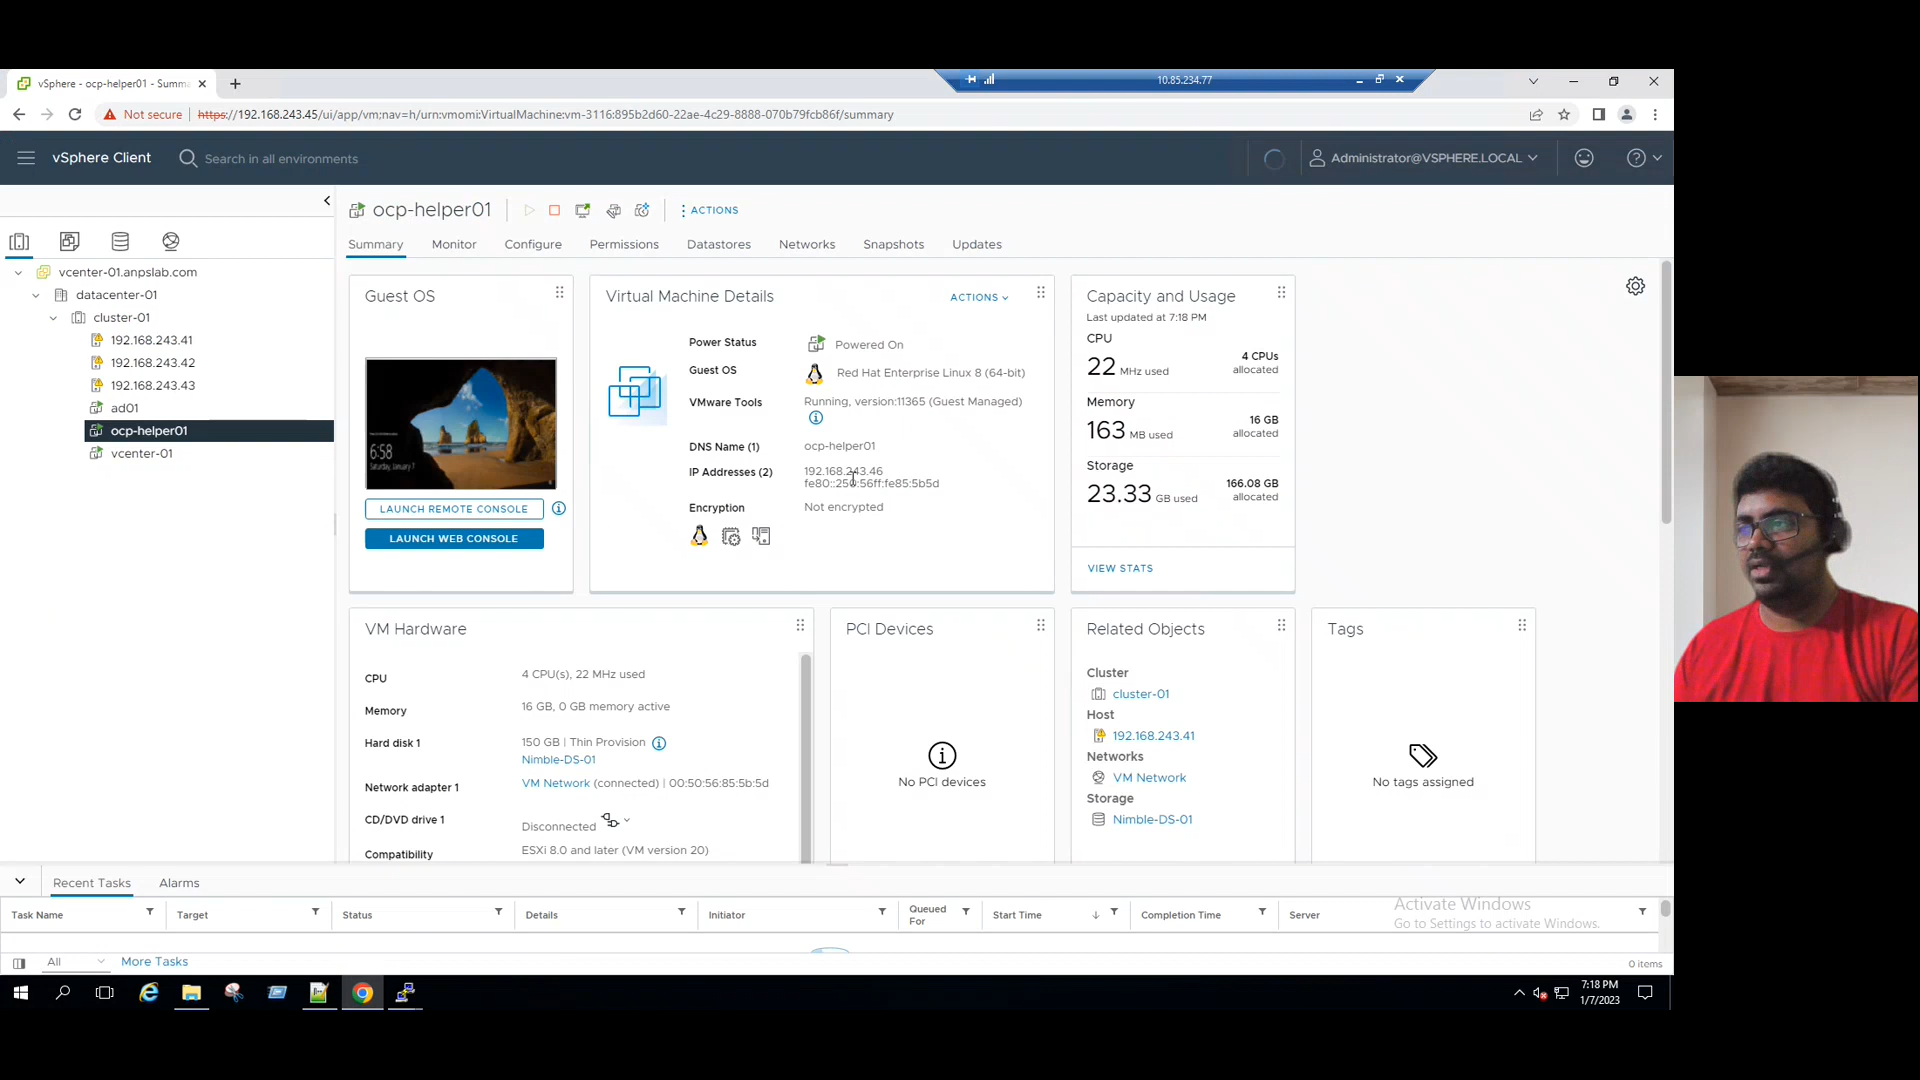 vSphere - ocp-helper01 - Summa
10.85.234.77
Not secure
https://192.168.243.45/ui/app/vm;nav=h/urn:vmomi:VirtualMachine:vm-3116:895b2d60-22ae-4c29-8888-070b79fcb86f/summary
vSphere Client
Search in all environments
Administrator@VSPHERE.LOCAL
ocp-helper01
ACTIONS
Summary
Monitor
Configure
Permissions
Datastores
Networks
Snapshots
Updates
vcenter-01.anpslab.com
datacenter-01
cluster-01
192.168.243.41
192.168.243.42
192.168.243.43
ad01
ocp-helper01
vcenter-01
Guest OS
6:58
Saturday, January 7
LAUNCH REMOTE CONSOLE
LAUNCH WEB CONSOLE
Virtual Machine Details
ACTIONS
Power Status
Powered On
Guest OS
Red Hat Enterprise Linux 8 (64-bit)
VMware Tools
Running, version:11365 (Guest Managed)
DNS Name (1)
ocp-helper01
IP Addresses (2)
192.168.243.46
fe80::250:56ff:fe85:5b5d
Encryption
Not encrypted
Capacity and Usage
Last updated at 7:18 PM
CPU
22 MHz used
4 CPUs
allocated
Memory
163 MB used
16 GB
allocated
Storage
23.33 GB used
166.08 GB
allocated
VIEW STATS
VM Hardware
CPU
4 CPU(s), 22 MHz used
Memory
16 GB, 0 GB memory active
Hard disk 1
150 GB | Thin Provision
Nimble-DS-01
Network adapter 1
VM Network (connected) | 00:50:56:85:5b:5d
CD/DVD drive 1
Disconnected
Compatibility
ESXi 8.0 and later (VM version 20)
PCI Devices
No PCI devices
Related Objects
Cluster
cluster-01
Host
192.168.243.41
Networks
VM Network
Storage
Nimble-DS-01
Tags
No tags assigned
Recent Tasks
Alarms
Task Name
Target
Status
Details
Initiator
Queued
For
Start Time
Completion Time
Server
Activate Windows
Go to Settings to activate Windows.
All
More Tasks
0 items
7:18 PM
1/7/2023